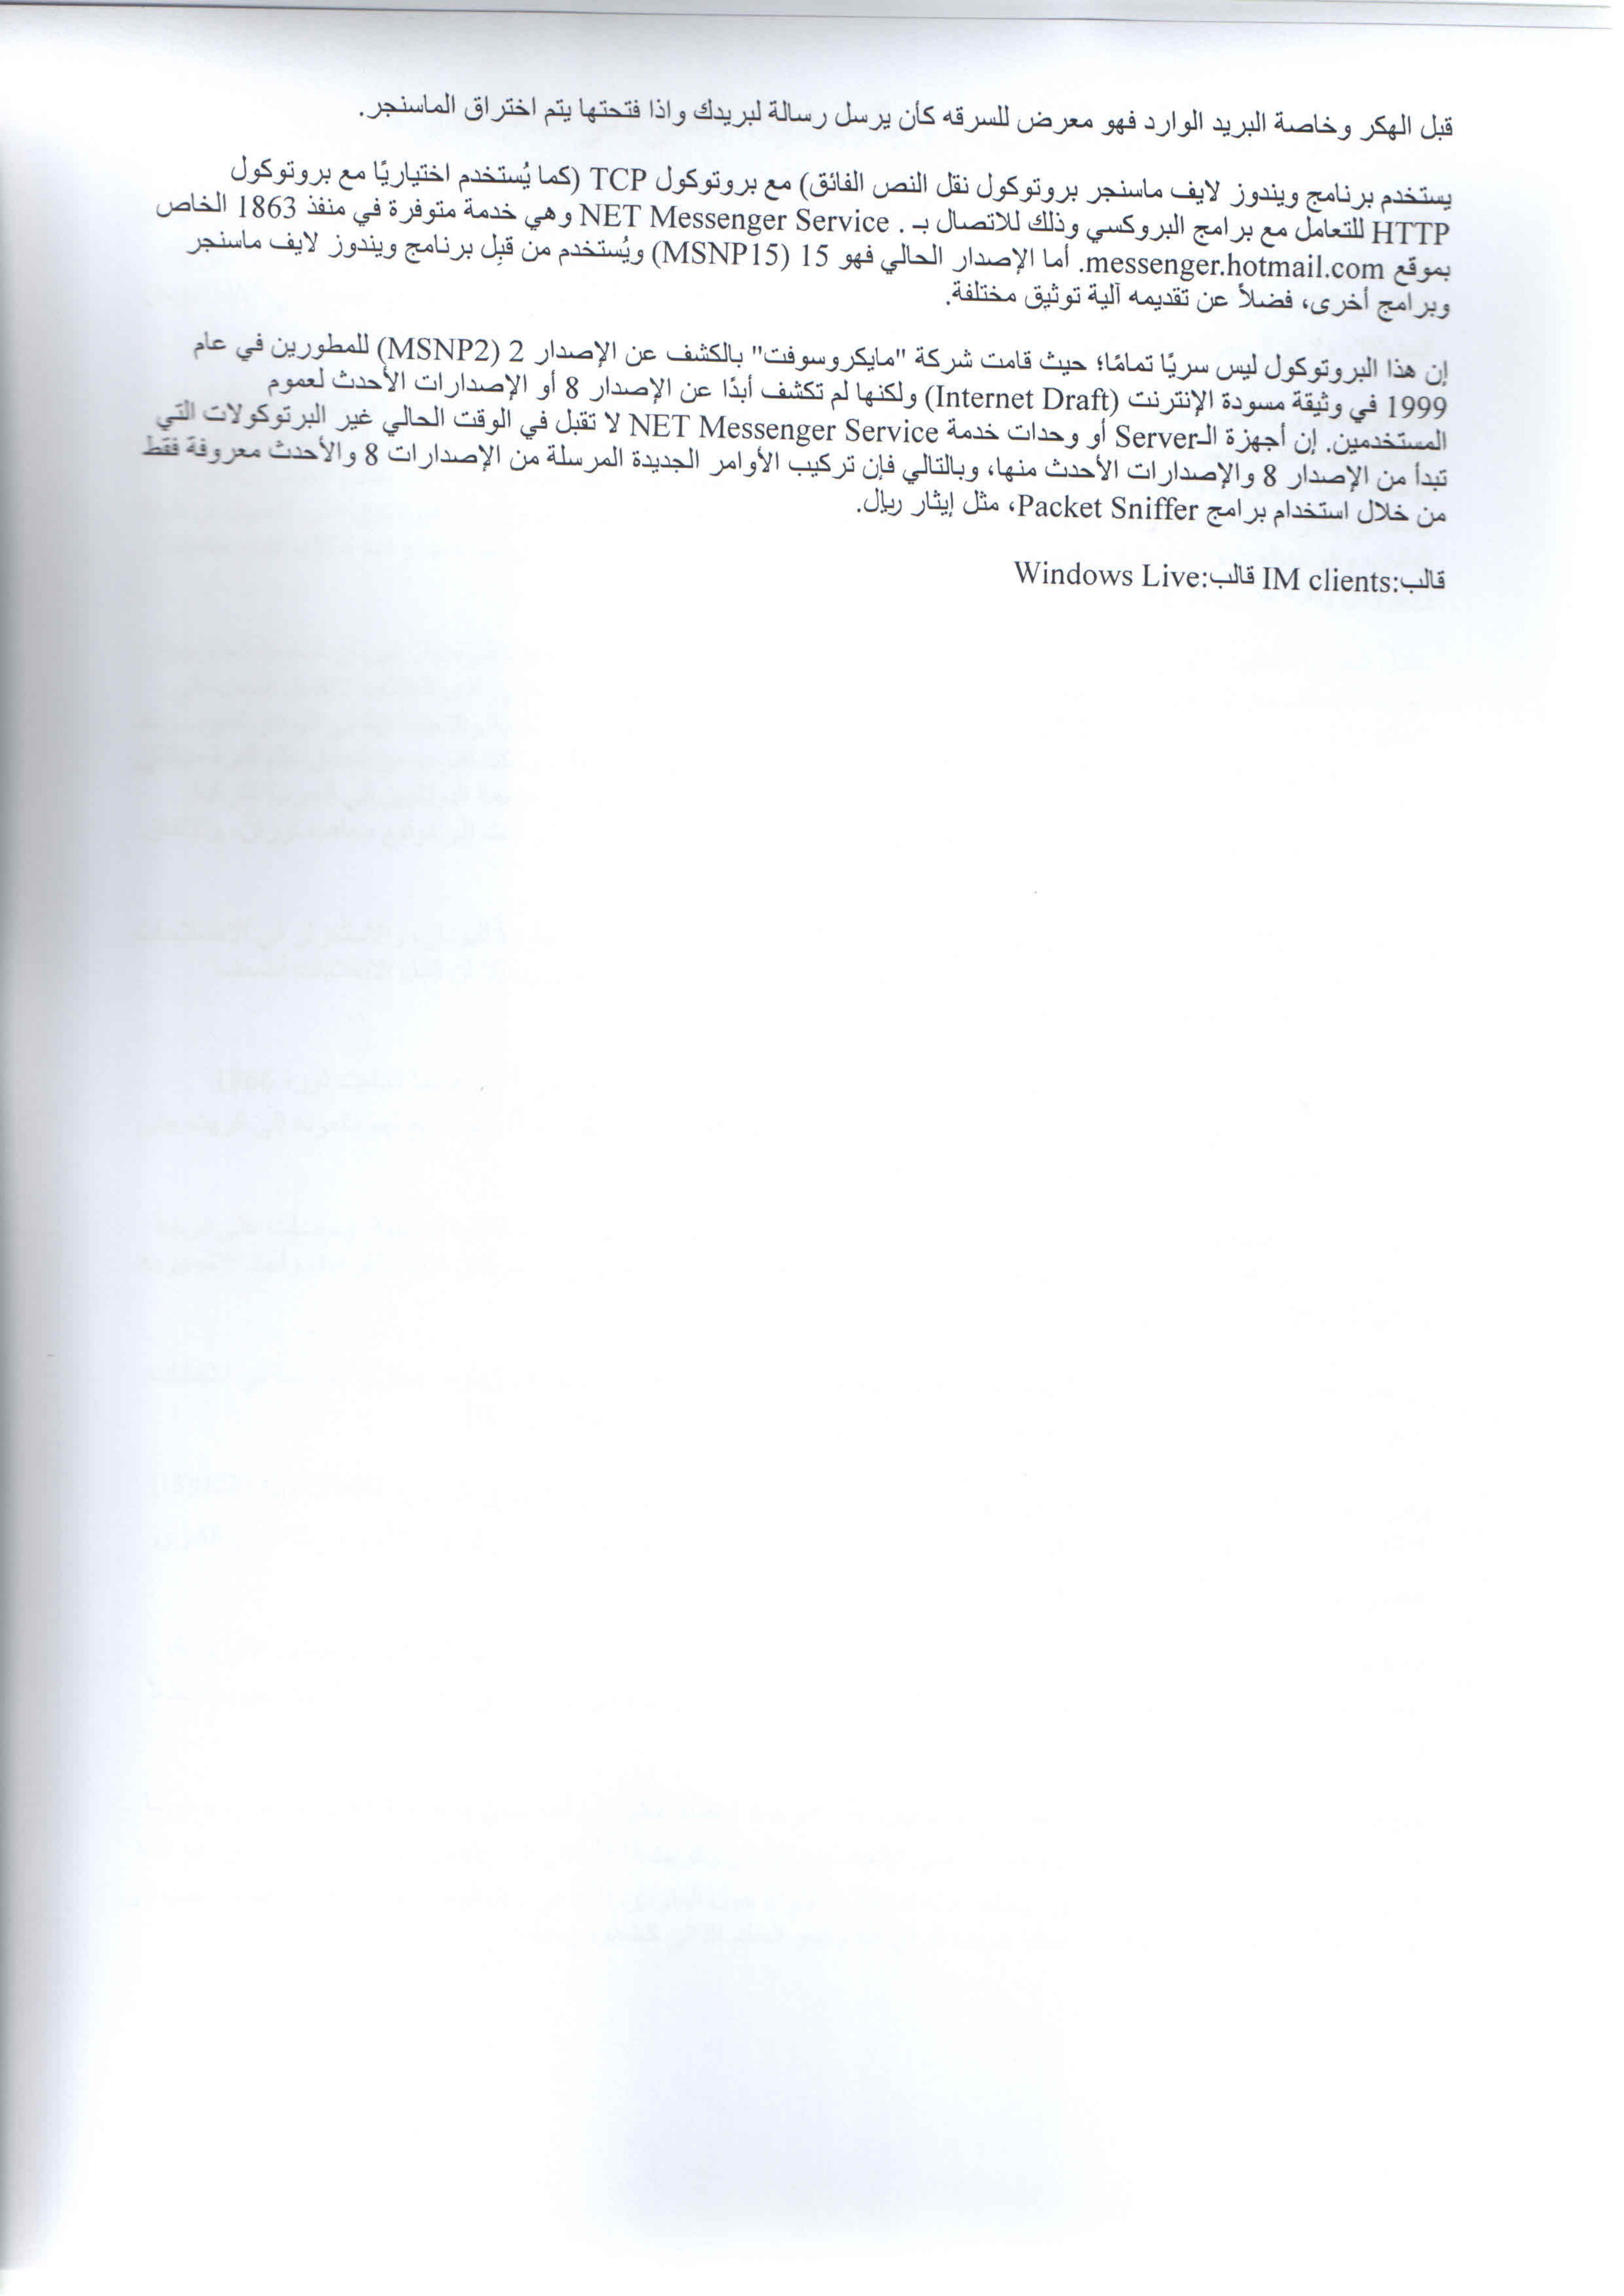 قبل الهكر وخاصة البريد الوارد فهو معرض للسرقه كأن يرسل رسالة لبريدك واذا فتحتها يتم اختراق الماسنجر.
يستخدم برنامج ويندوز لايف ماسنجر بروتوكول نقل النص الفائق) مع بروتوكول TCP (كما يُستخدم اختياريًا مع بروتوكول
HTTP للتعامل مع برامج البروكسي وذلك للاتصال بـ . NET Messenger Service وهي خدمة متوفرة في منفذ 1863 الخاص
بموقع messenger.hotmail.com. أما الإصدار الحالي فهو 15 (MSNP15) ويُستخدم من قبِل برنامج ويندوز لايف ماسنجر
وبرامج أخرى، فضلاً عن تقديمه آلية توثيق مختلفة.
إن هذا البروتوكول ليس سريًا تمامًا؛ حيث قامت شركة "مايكروسوفت" بالكشف عن الإصدار 2 (MSNP2) للمطورين في عام
1999 في وثيقة مسودة الإنترنت (Internet Draft) ولكنها لم تكشف أبدًا عن الإصدار 8 أو الإصدارات الأحدث لعموم
المستخدمين. إن أجهزة الـServer أو وحدات خدمة NET Messenger Service لا تقبل في الوقت الحالي غير البرتوكولات التي
تبدأ من الإصدار 8 والإصدارات الأحدث منها، وبالتالي فإن تركيب الأوامر الجديدة المرسلة من الإصدارات 8 والأحدث معروفة فقط
من خلال استخدام برامج Packet Sniffer، مثل إيثار ريال.
قالب:IM clients قالب:Windows Live